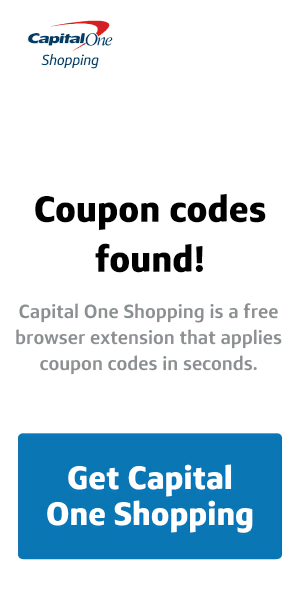 Capital One
Shopping
Coupon codes
found!
Capital One Shopping is a free
browser extension that applies
coupon codes in seconds.
Get Capital
One Shopping